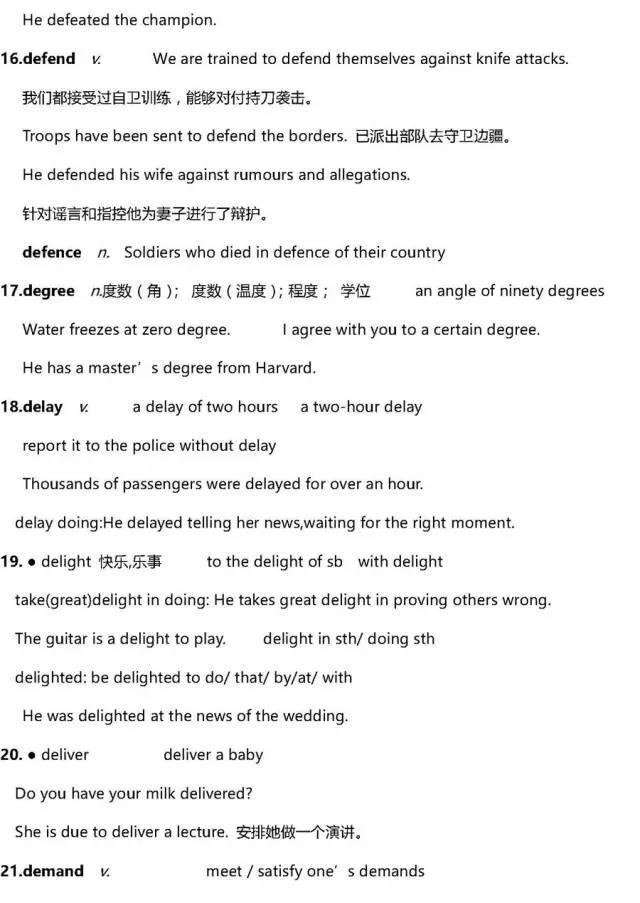 He defeated the champion.
16.defend v. We are trained to defend themselves against knife attacks.
我们都接受过自卫训练，能够对付持刀袭击。
Troops have been sent to defend the borders. 已派出部队去守卫边疆。
He defended his wife against rumours and allegations.
针对谣言和指控他为妻子进行了辩护。
defence n. Soldiers who died in defence of their country
17.degree n.度数（角）； 度数（温度）；程度； 学位 an angle of ninety degrees
Water freezes at zero degree. I agree with you to a certain degree.
He has a master’s degree from Harvard.
18.delay v. a delay of two hours a two-hour delay
report it to the police without delay
Thousands of passengers were delayed for over an hour.
delay doing:He delayed telling her news,waiting for the right moment.
19. ● delight 快乐,乐事 to the delight of sb with delight
take(great)delight in doing: He takes great delight in proving others wrong.
The guitar is a delight to play. delight in sth/ doing sth
delighted: be delighted to do/ that/ by/at/ with
He was delighted at the news of the wedding.
20. ● deliver deliver a baby
Do you have your milk delivered?
She is due to deliver a lecture. 安排她做一个演讲。
21.demand v. meet / satisfy one’s demands